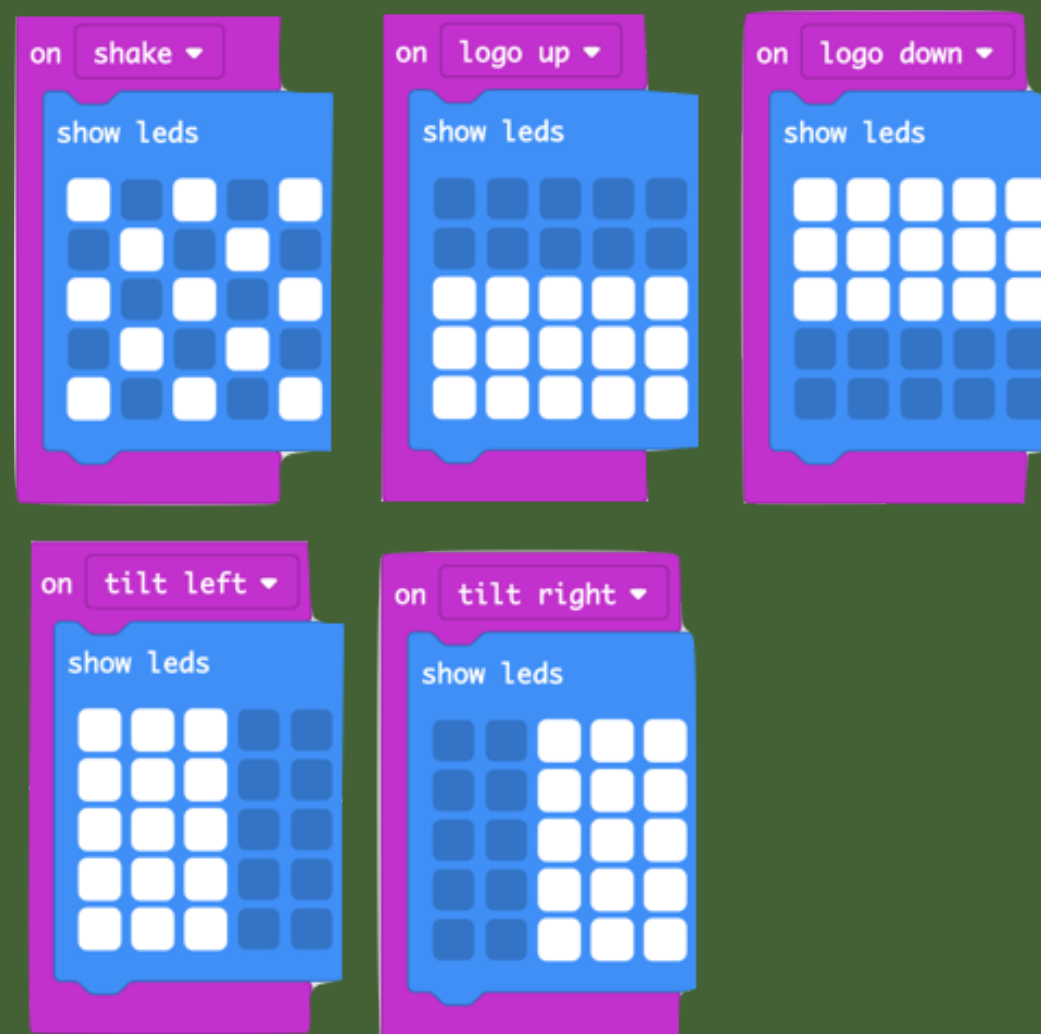 on shake
show leds
on logo up
show leds
on logo down
show leds
on tilt left
show leds
on tilt right
show leds